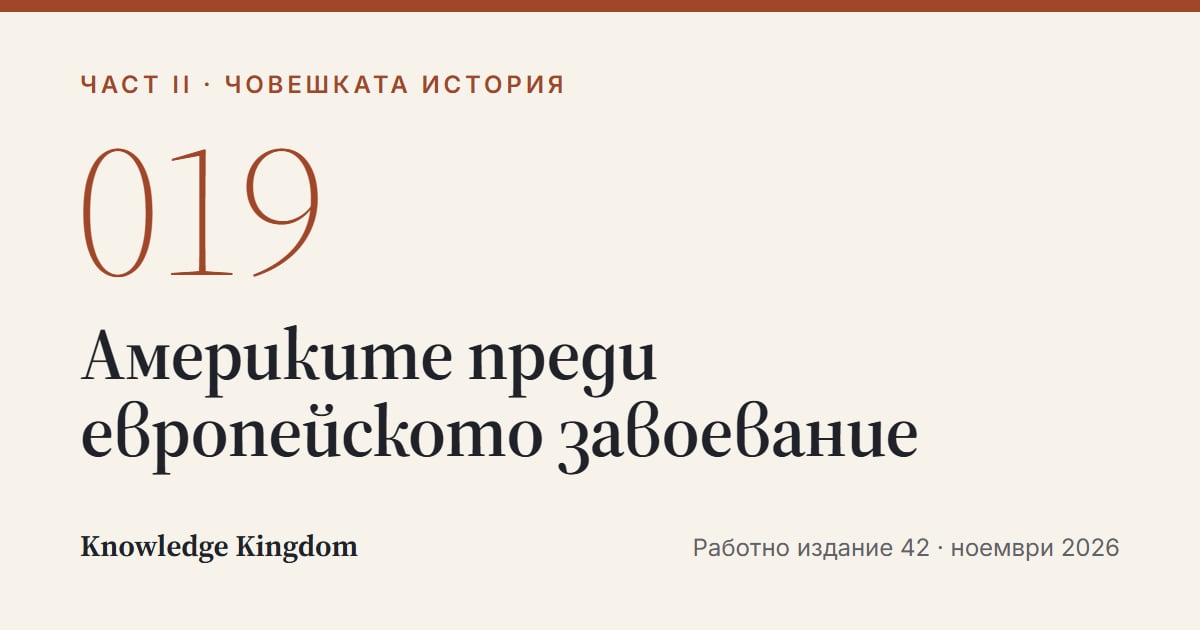 ЧАСТ II · ЧОВЕШКАТА ИСТОРИЯ
019
Америките преди
европейското завоевание
Knowledge Kingdom
Работно издание 42 · ноември 2026